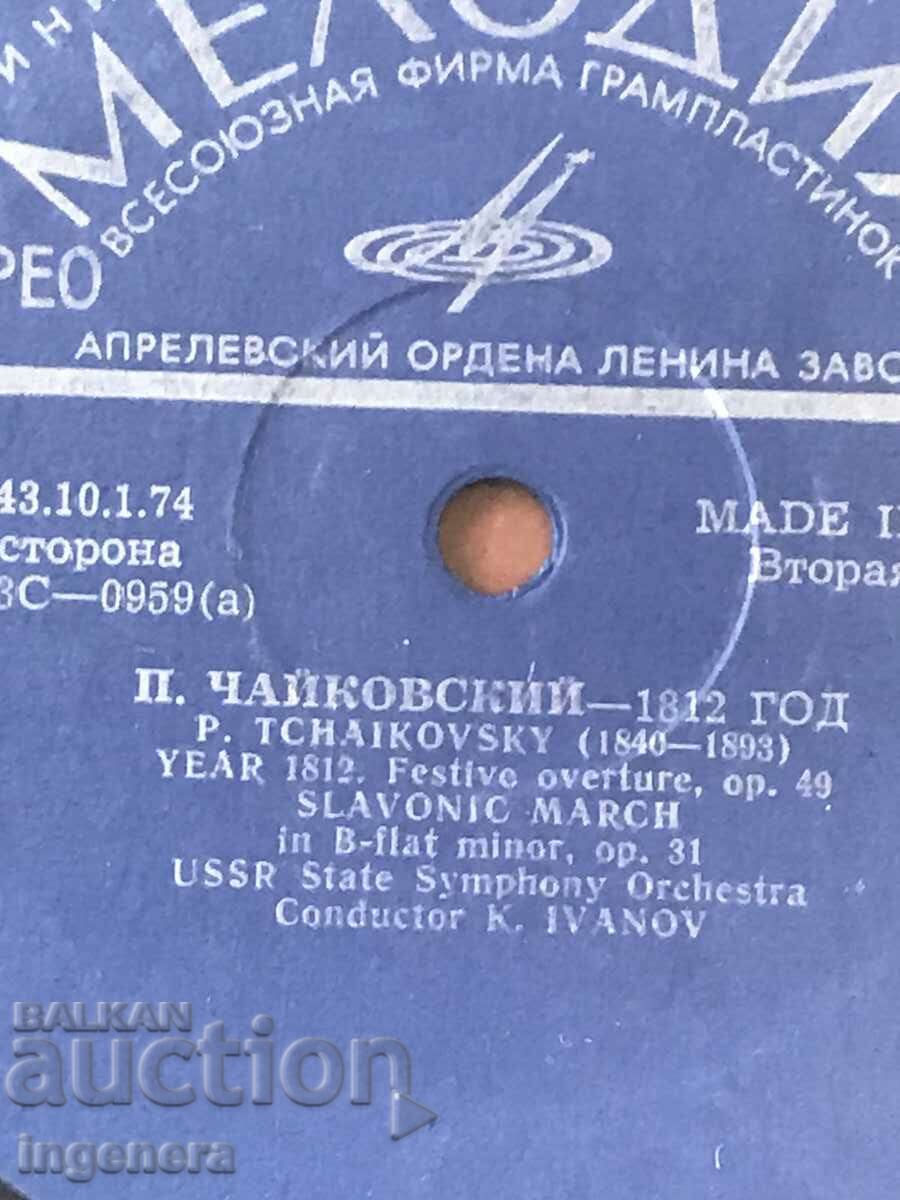 МЕЛОДИЯ
ВСЕСОЮЗНАЯ ФИРМА ГРАМПЛАСТИНОК
РЕО
АПРЕЛЕВСКИЙ ОРДЕНА ЛЕНИНА ЗАВО
43.10.1.74
MADE I
сторона
Вторая
ЗС—0959(а)
П. ЧАЙКОВСКИЙ—1812 ГОД
P. TCHAIKOVSKY (1840—1893)
YEAR 1812. Festive overture, op. 49
SLAVONIC MARCH
in B-flat minor, op. 31
USSR State Symphony Orchestra
Conductor K. IVANOV
BALKAN
auction
ingenera